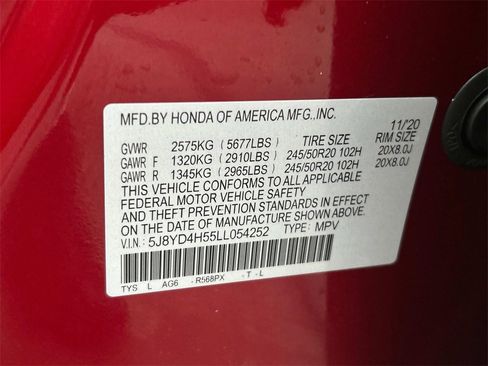 MFD.BY HONDA OF AMERICA MFG.,INC.
11/20
GVWR 2575KG (5677LBS) TIRE SIZE RIM SIZE
GAWR F 1320KG (2910LBS) 245/50R20 102H 20X8.0J
GAWR R 1345KG (2965LBS) 245/50R20 102H 20X8.0J
THIS VEHICLE CONFORMS TO ALL APPLICABLE
FEDERAL MOTOR VEHICLE SAFETY
AND THEFT PREVENTION STANDARDS IN EFFECT
ON THE DATE OF MANUFACTURE SHOWN ABOVE.
V.I.N.: 5J8YD4H55LL054252 TYPE: MPV
TYS L AG6 -R568PX -T -L